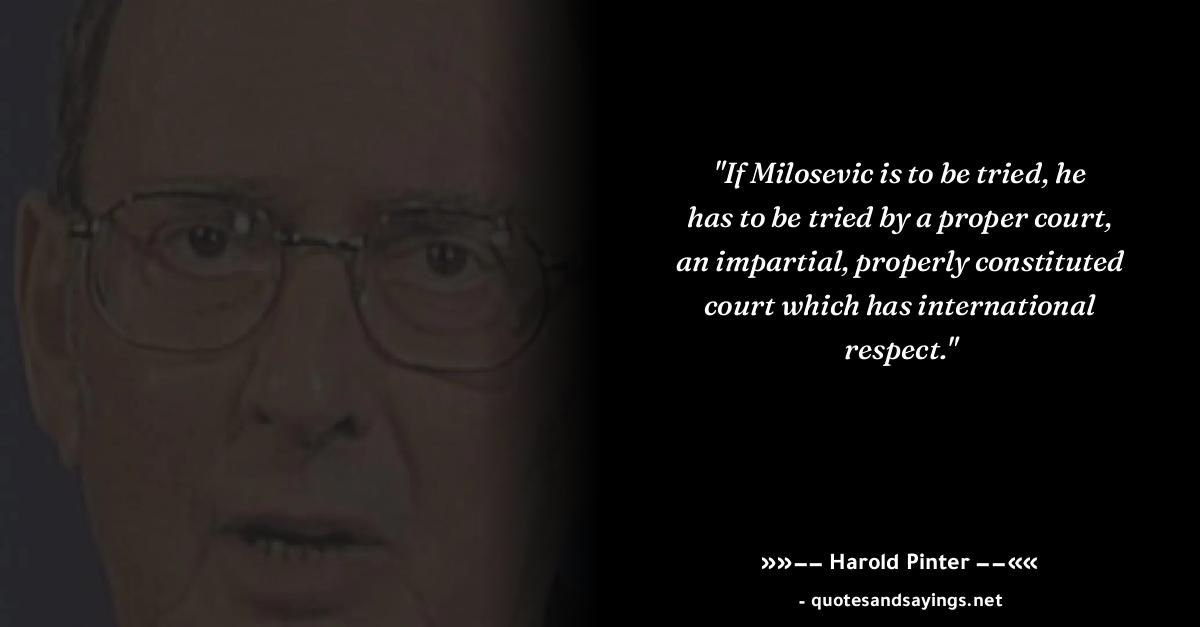 "If Milosevic is to be tried, he
has to be tried by a proper court,
an impartial, properly constituted
court which has international
respect."
»»−− Harold Pinter −−««
- quotesandsayings.net